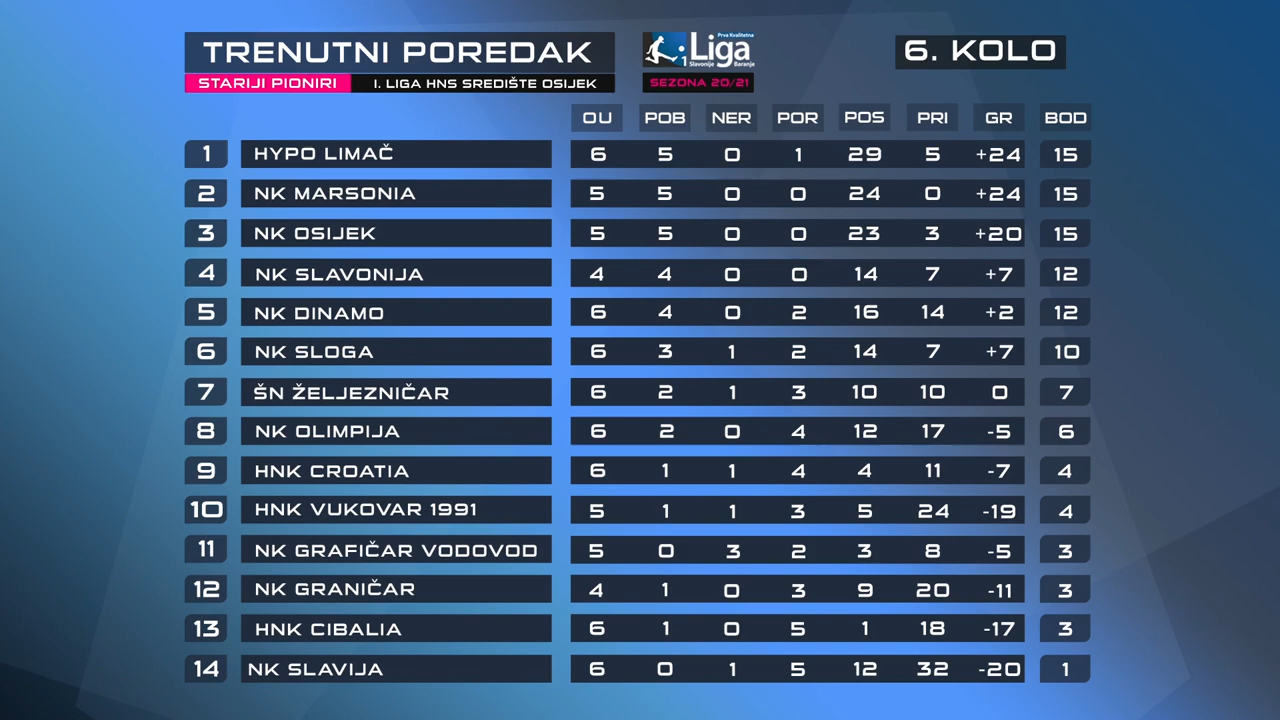 TRENUTNI POREDAK
STARIJI PIONIRI I. LIGA HNS SREDIŠTE OSIJEK
Prva Kvalitetna
1 Liga
Slavonije Baranje
SEZONA 20/21
6. KOLO
OU POB NER POR POS PRI GR BOD
1 HYPO LIMAČ 6 5 0 1 29 5 +24 15
2 NK MARSONIA 5 5 0 0 24 0 +24 15
3 NK OSIJEK 5 5 0 0 23 3 +20 15
4 NK SLAVONIJA 4 4 0 0 14 7 +7 12
5 NK DINAMO 6 4 0 2 16 14 +2 12
6 NK SLOGA 6 3 1 2 14 7 +7 10
7 ŠN ŽELJEZNIČAR 6 2 1 3 10 10 0 7
8 NK OLIMPIJA 6 2 0 4 12 17 -5 6
9 HNK CROATIA 6 1 1 4 4 11 -7 4
10 HNK VUKOVAR 1991 5 1 1 3 5 24 -19 4
11 NK GRAFIČAR VODOVOD 5 0 3 2 3 8 -5 3
12 NK GRANIČAR 4 1 0 3 9 20 -11 3
13 HNK CIBALIA 6 1 0 5 1 18 -17 3
14 NK SLAVIJA 6 0 1 5 12 32 -20 1